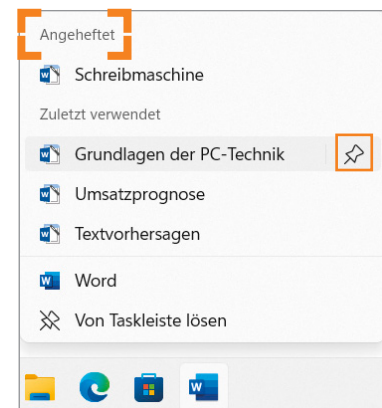 Angeheftet
Schreibmaschine
Zuletzt verwendet
Grundlagen der PC-Technik
Umsatzprognose
Textvorhersagen
Word
Von Taskleiste lösen